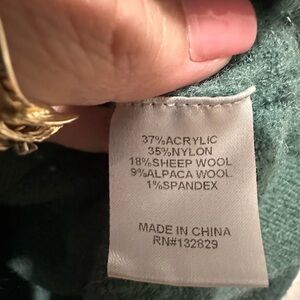 37%ACRYLIC
35%NYLON
18%SHEEP WOOL
9%ALPACA WOOL
1%SPANDEX
MADE IN CHINA
RN#132829